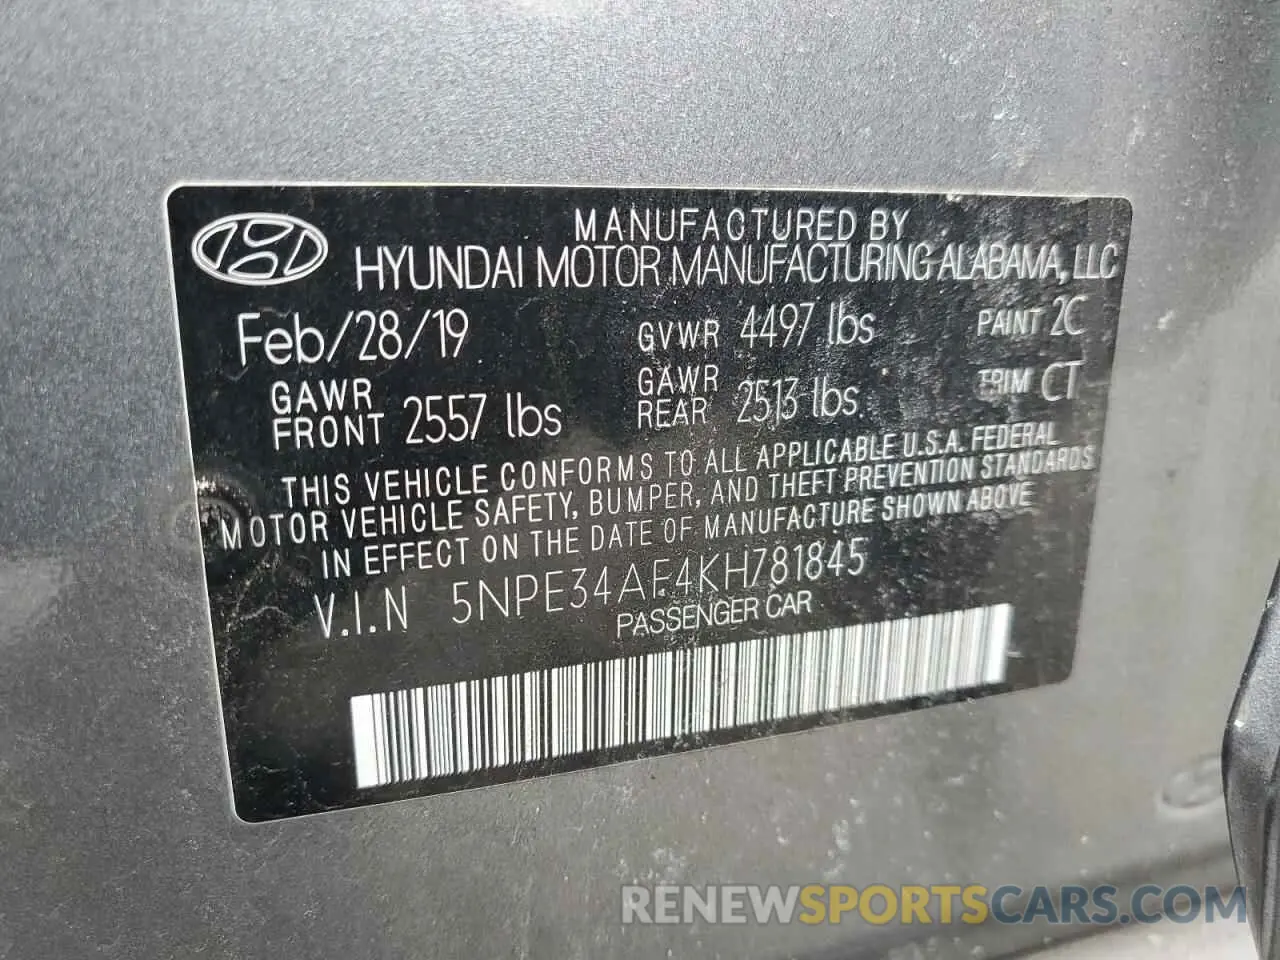 MANUFACTURED BY
HYUNDAI MOTOR MANUFACTURING ALABAMA, LLC
Feb/28/19 GVWR 4497 lbs PAINT 2C
GAWR FRONT 2557 lbs GAWR REAR 2513 lbs TRIM CT
THIS VEHICLE CONFORMS TO ALL APPLICABLE U.S.A. FEDERAL
MOTOR VEHICLE SAFETY, BUMPER, AND THEFT PREVENTION STANDARDS
IN EFFECT ON THE DATE OF MANUFACTURE SHOWN ABOVE
V.I.N 5NPE34AF4KH781845
PASSENGER CAR
RENEWSPORTSCARS.COM